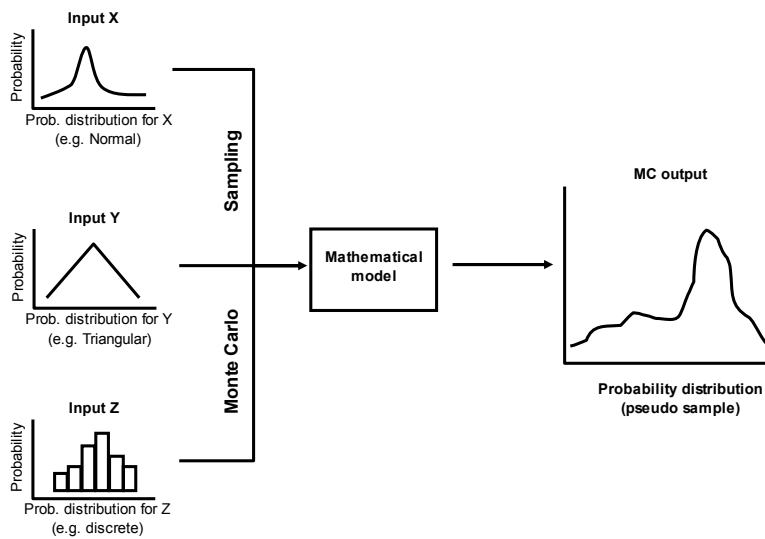 Input X
Probability
Prob. distribution for X
(e.g. Normal)
Input Y
Probability
Prob. distribution for Y
(e.g. Triangular)
Input Z
Probability
Prob. distribution for Z
(e.g. discrete)
Monte Carlo Sampling
Mathematical
model
MC output
Probability distribution
(pseudo sample)